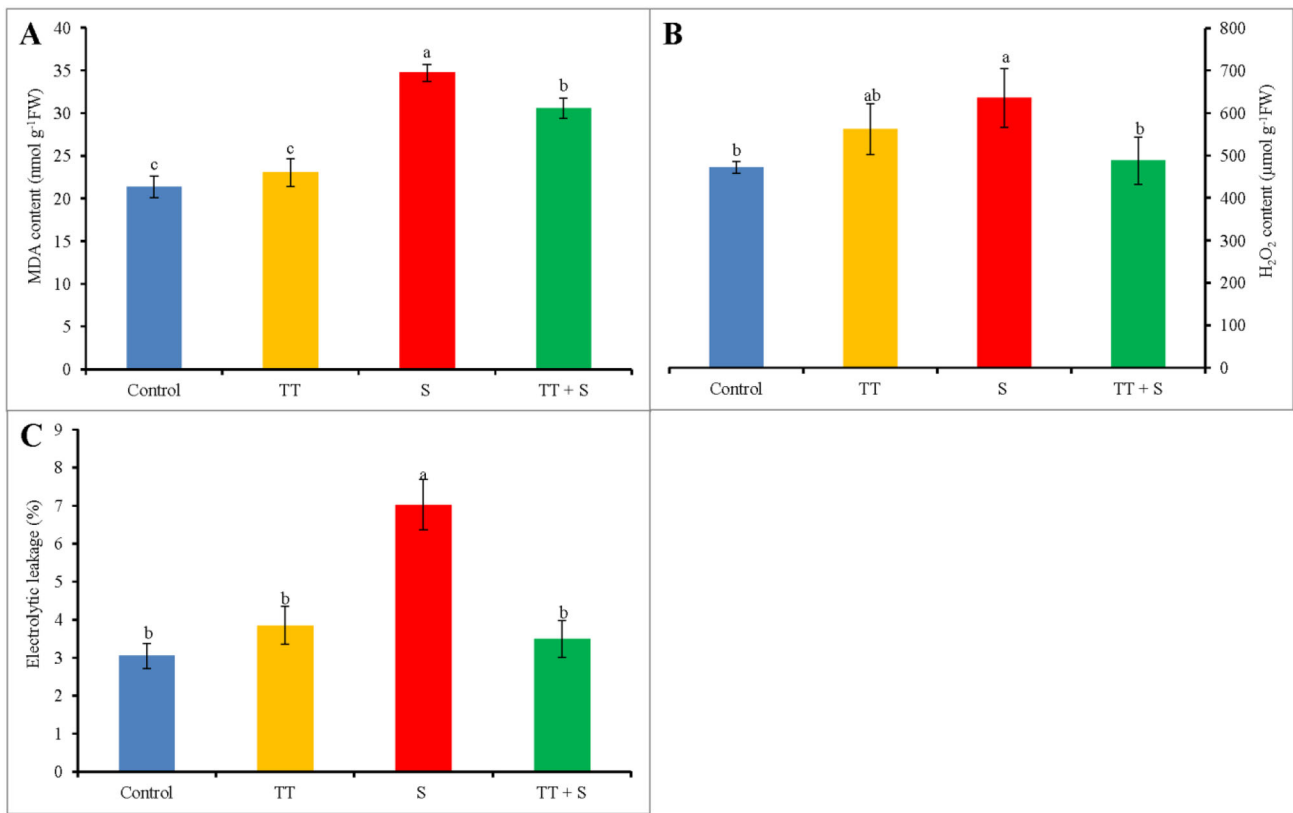 A
MDA content (nmol g⁻¹FW)
40
35
30
25
20
15
10
5
0
c
c
a
b
Control
TT
S
TT + S
B
H₂O₂ content (µmol g⁻¹FW)
800
700
600
500
400
300
200
100
0
b
ab
a
b
Control
TT
S
TT + S
C
Electrolytic leakage (%)
9
8
7
6
5
4
3
2
1
0
b
b
a
b
Control
TT
S
TT + S